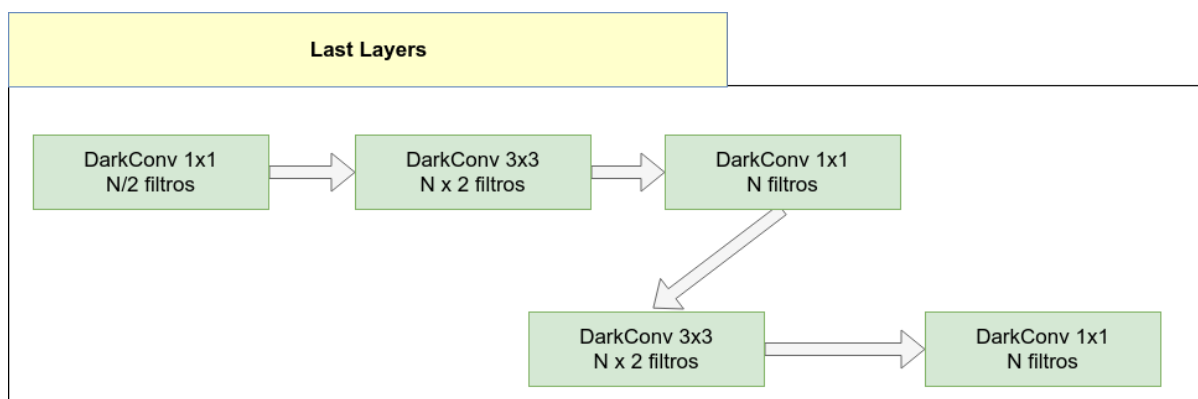 Last Layers
DarkConv 1x1
N/2 filtros
DarkConv 3x3
N x 2 filtros
DarkConv 1x1
N filtros
DarkConv 3x3
N x 2 filtros
DarkConv 1x1
N filtros